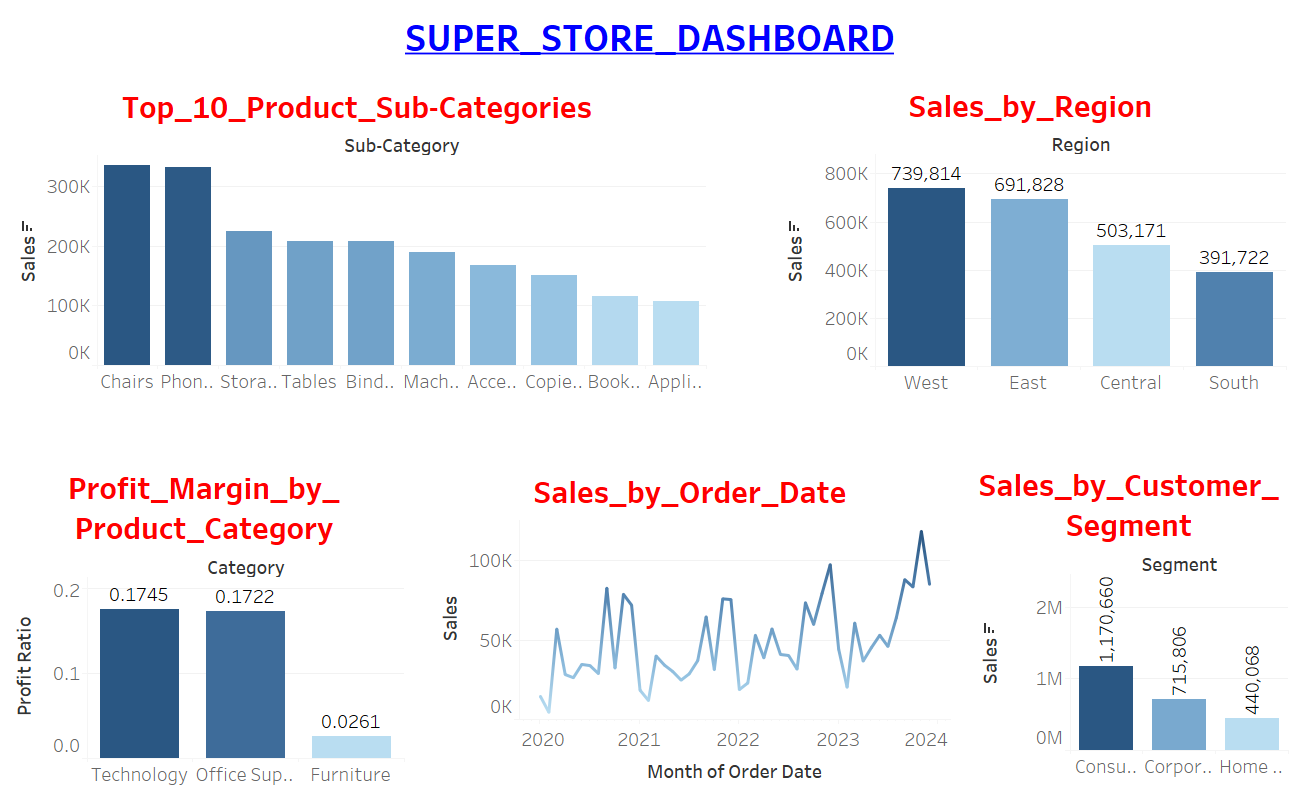 SUPER_STORE_DASHBOARD
Top_10_Product_Sub-Categories
Sub-Category
Sales
300K
200K
100K
0K
Chairs Phon.. Stora.. Tables Bind.. Mach.. Acce.. Copie.. Book.. Appli..
Sales_by_Region
Region
Sales
800K
600K
400K
200K
0K
739,814
691,828
503,171
391,722
West East Central South
Profit_Margin_by_
Product_Category
Category
Profit Ratio
0.2
0.1
0.0
0.1745
0.1722
0.0261
Technology Office Sup.. Furniture
Sales_by_Order_Date
Sales
100K
50K
0K
2020 2021 2022 2023 2024
Month of Order Date
Sales_by_Customer_
Segment
Segment
Sales
2M
1M
0M
1,170,660
715,806
440,068
Consu.. Corpor.. Home ..